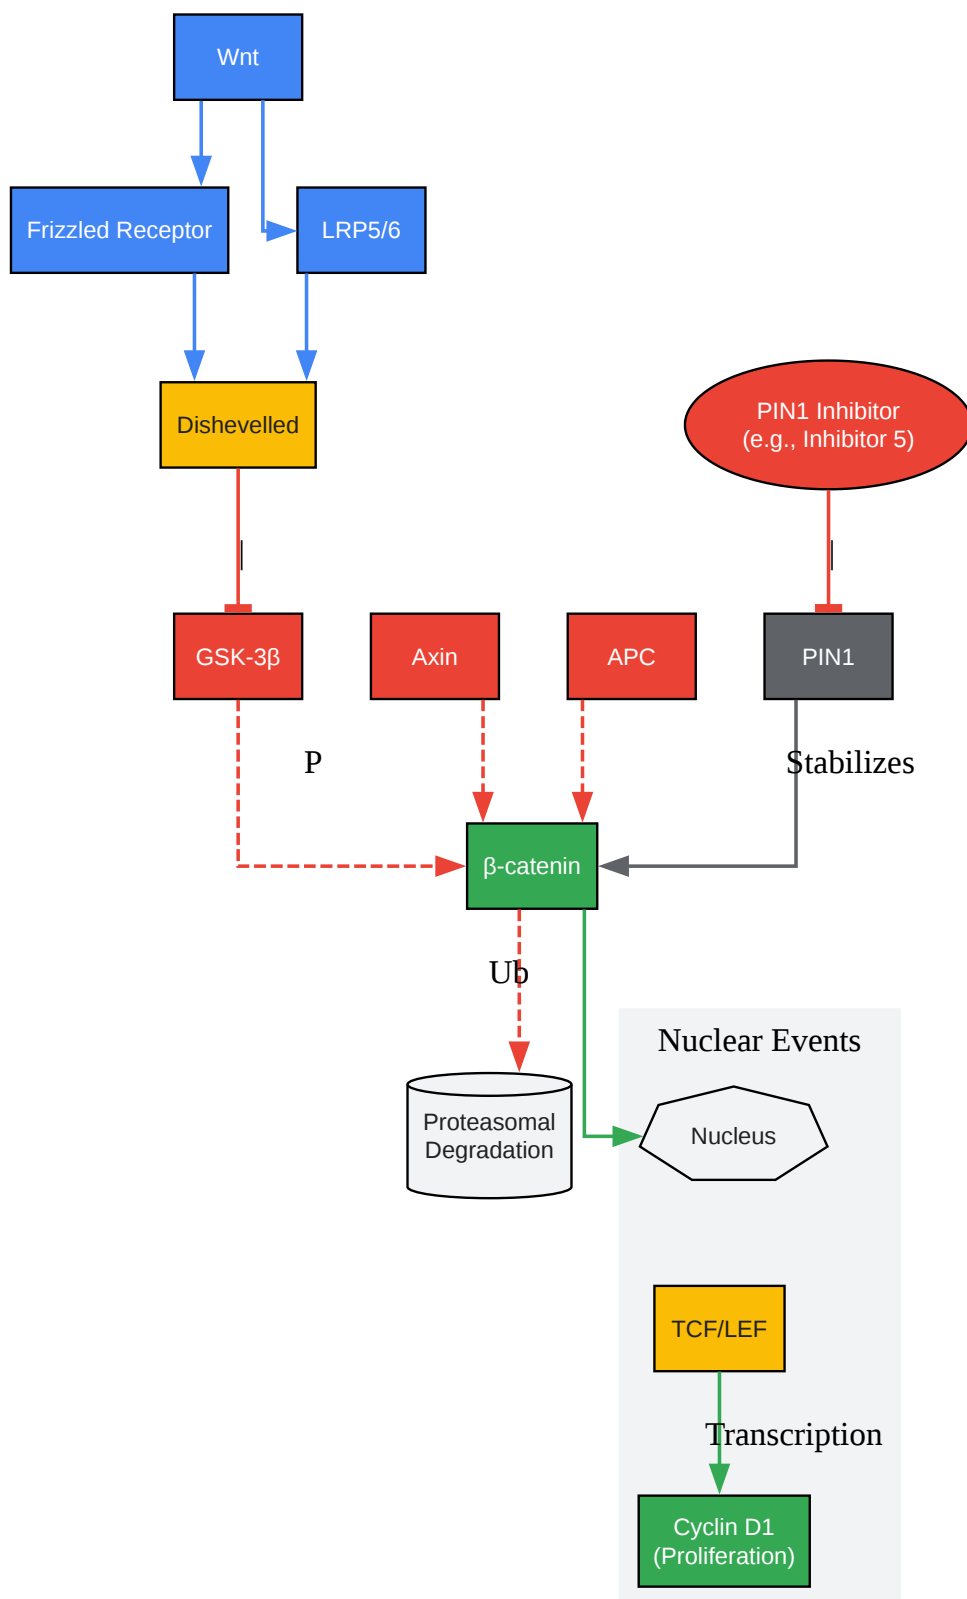 Wnt
Frizzled Receptor
LRP5/6
Dishevelled
PIN1 Inhibitor
(e.g., Inhibitor 5)
|
|
GSK-3β
Axin
APC
PIN1
P
Stabilizes
β-catenin
Ub
Nuclear Events
Proteasomal
Degradation
Nucleus
TCF/LEF
Transcription
Cyclin D1
(Proliferation)